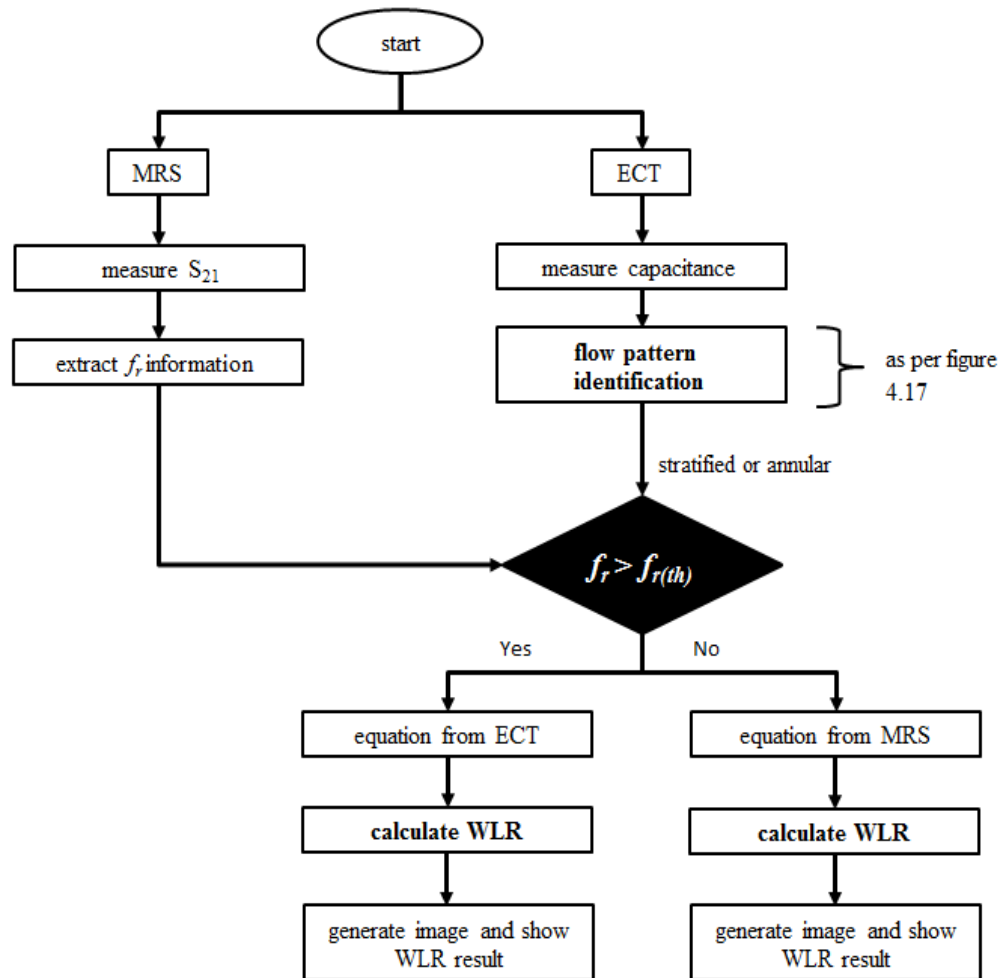 start
MRS
ECT
measure S₂₁
measure capacitance
extract fᵣ information
flow pattern
identification
as per figure
4.17
stratified or annular
fᵣ > fᵣ₍ₜₕ₎
Yes
No
equation from ECT
equation from MRS
calculate WLR
calculate WLR
generate image and show
WLR result
generate image and show
WLR result